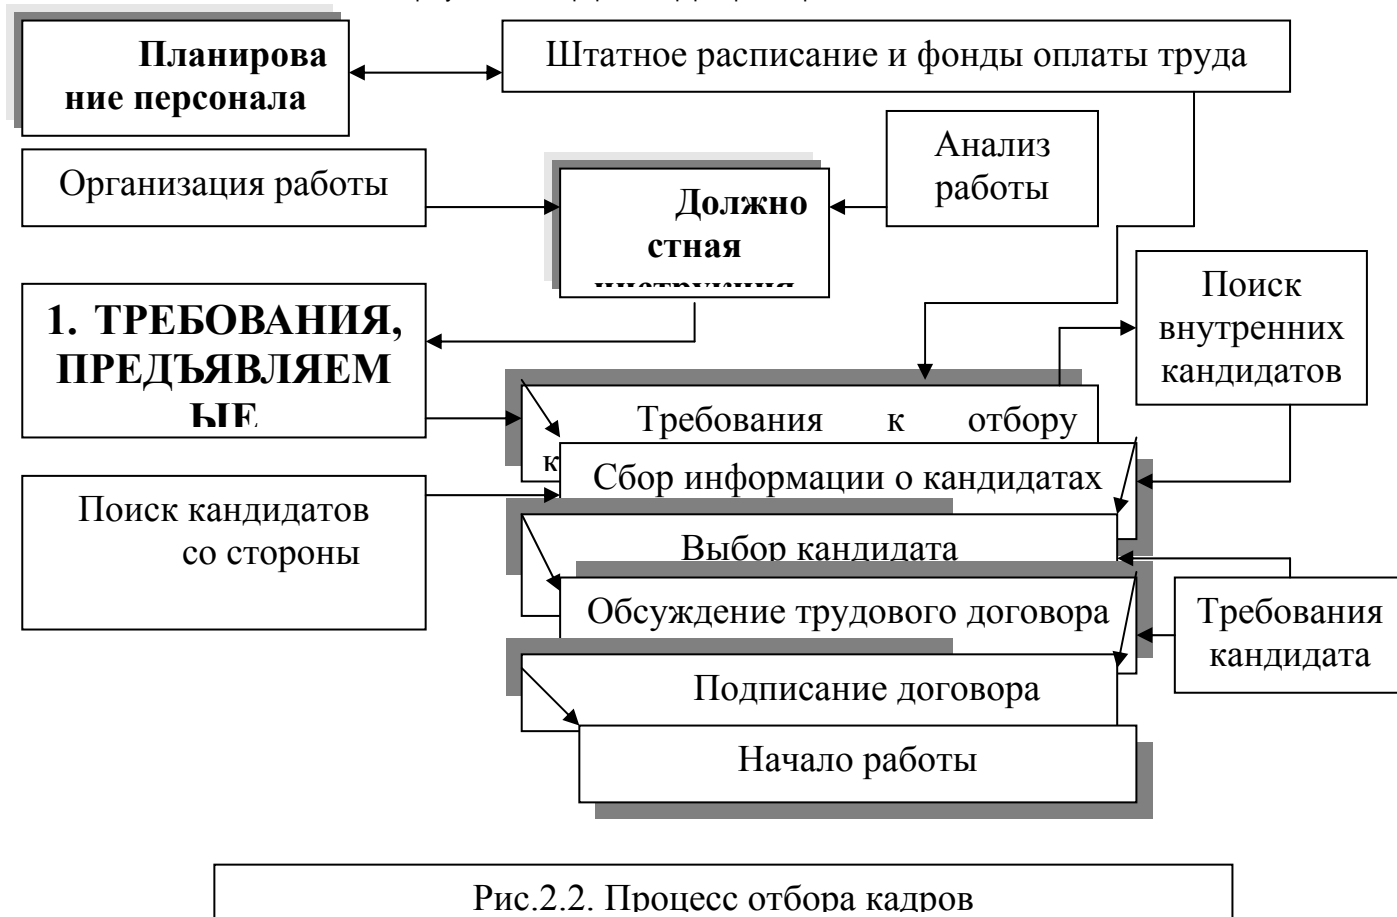 Планирова
ние персонала
Штатное расписание и фонды оплаты труда
Организация работы
Должно
стная
инструкция
Анализ
работы
1. ТРЕБОВАНИЯ,
ПРЕДЪЯВЛЯЕМ
ЫЕ
Поиск
внутренних
кандидатов
Требования к отбору
к
Сбор информации о кандидатах
Поиск кандидатов
со стороны
Выбор кандидата
Обсуждение трудового договора
Требования
кандидата
Подписание договора
Начало работы
Рис.2.2. Процесс отбора кадров